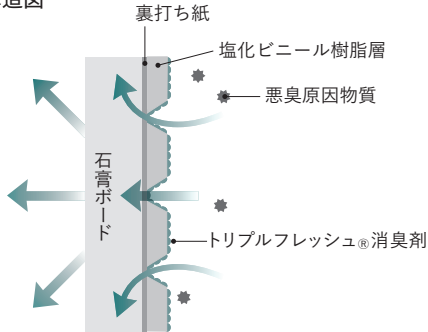 造図
裏打ち紙
塩化ビニール樹脂層
悪臭原因物質
石膏ボード
トリプルフレッシュ®消臭剤